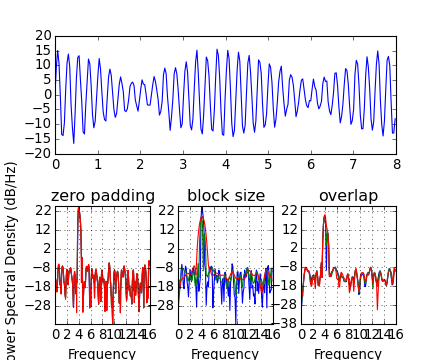 20
15
10
5
0
−5
−10
−15
−20
0 1 2 3 4 5 6 7 8
zero padding block size overlap
22 22 22
12 12 12
2 2 2
−8 −8 −8
−18 −18 −18
−28 −28 −28
−38
0 2 4 6 8 10 12 14 16 0 2 4 6 8 10 12 14 16 0 2 4 6 8 10 12 14 16
Frequency Frequency Frequency
ower Spectral Density (dB/Hz)